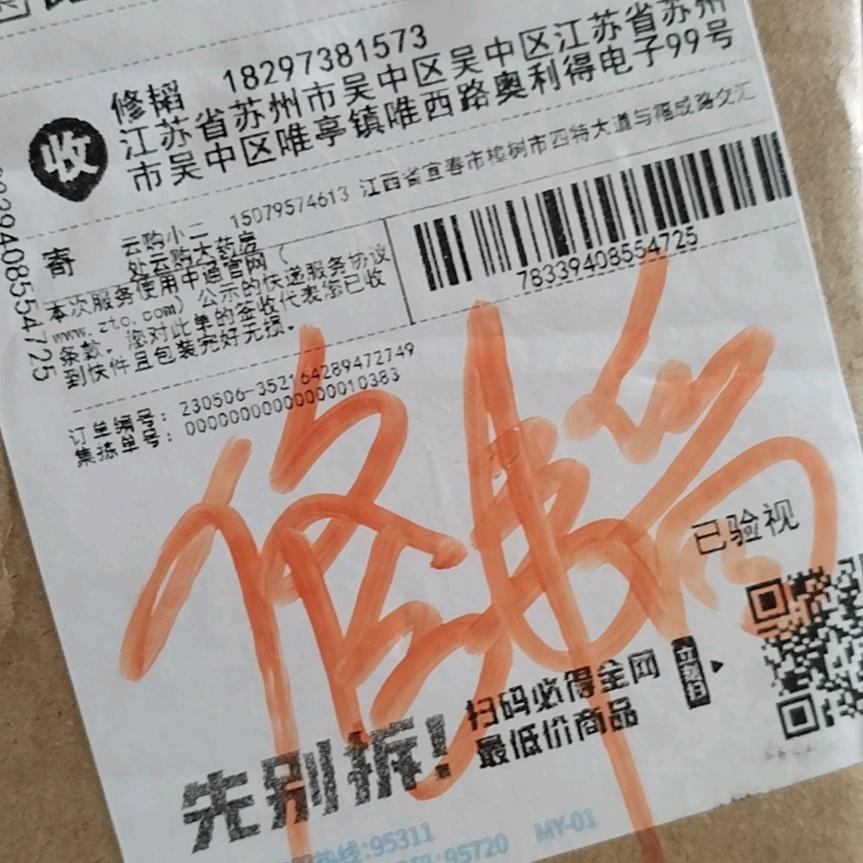 修韬 18297381573
江苏省苏州市吴中区吴中区江苏省苏州
市吴中区唯亭镇唯西路奥利得电子99号
收
寄
云购小二 15079574613 江西省宜春市樟树市四特大道与福成路交汇
处云购大药房
本次服务使用中通官网(
www.zto.com)公示的快递服务协议
条款。您对此单的签收代表您已收
到快件且包装完好无损。
78339408554725
订单编号: 230506-352164289472749
集拣单号: 00000000000000010383
修韬
已验视
先别拆!
扫码必得全网
最低价商品
热线:95311
95720 MY-01